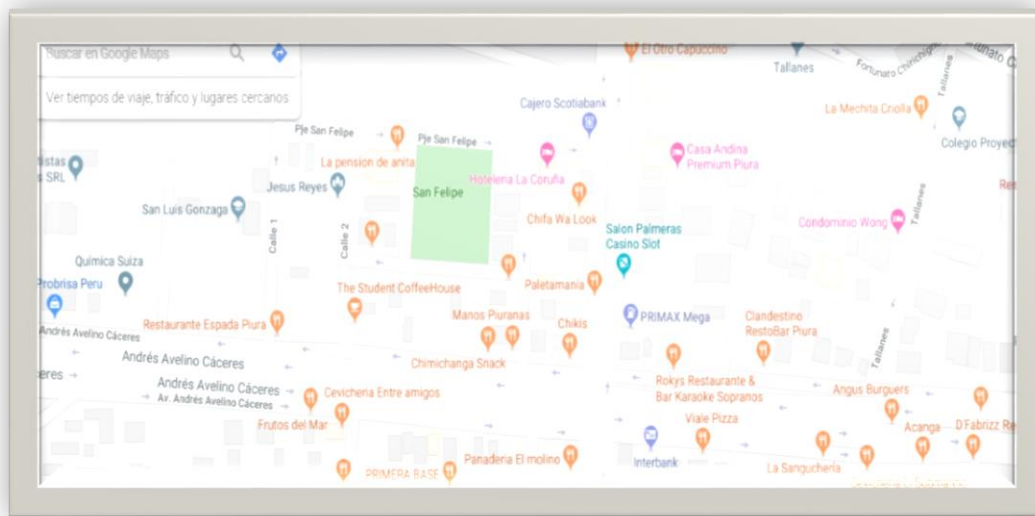 Buscar en Google Maps
Ver tiempos de viaje, tráfico y lugares cercanos
El Otro Capuccino
Tallanes
Fortunato Chirichigno
Tallanes
La Mechita Criolla
Cajero Scotiabank
Colegio Proyec
Pje San Felipe
Pje San Felipe
La pension de anita
Casa Andina
Premium Piura
tistas
s SRL
Jesus Reyes
Hoteleria La Coruña
San Felipe
San Luis Gonzaga
Chifa Wa Look
Condominio Wong
Tallanes
Calle 1
Calle 2
Salon Palmeras
Casino Slot
Química Suiza
Probrisa Peru
The Student CoffeeHouse
Paletamania
Restaurante Espada Piura
Manos Piuranas
Chikis
PRIMAX Mega
Clandestino
RestoBar Piura
Andrés Avelino Cáceres
Tallanes
Andrés Avelino Cáceres
Chimichanga Snack
ceres
Andrés Avelino Cáceres
Av. Andrés Avelino Cáceres
Cevicheria Entre amigos
Rokys Restaurante &
Bar Karaoke Sopranos
Angus Burguers
Frutos del Mar
Viale Pizza
Acanga
D'Fabrizz Re
Panaderia El molino
Interbank
La Sanguchería
PRIMERA BASE